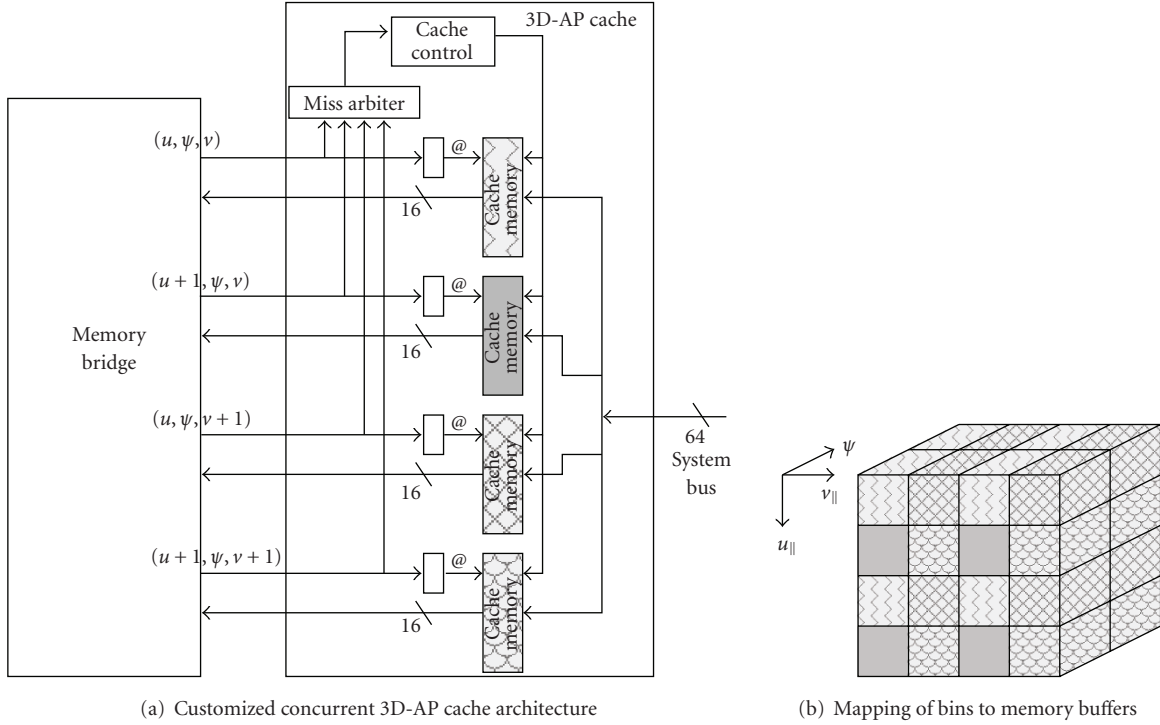 3D-AP cache
Cache
control
Miss arbiter
(u, ψ, ν)
@
Cache
memory
16
(u + 1, ψ, ν)
@
Cache
memory
16
Memory
bridge
(u, ψ, ν + 1)
@
Cache
memory
16
64
System
bus
(u + 1, ψ, ν + 1)
@
Cache
memory
16
ψ
ν||
u||
(a) Customized concurrent 3D-AP cache architecture
(b) Mapping of bins to memory buffers